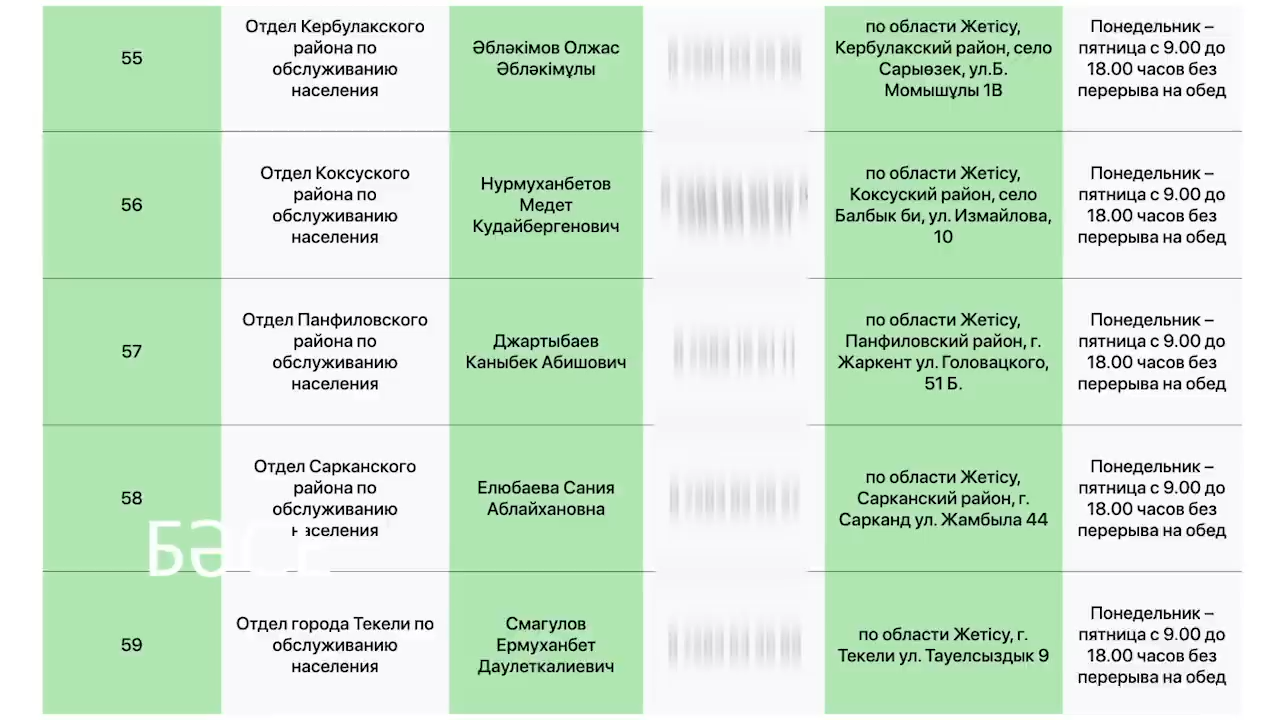 55
Отдел Кербулакского
района по
обслуживанию
населения
Әбләкімов Олжас
Әбләкімұлы
по области Жетісу,
Кербулакский район, село
Сарыөзек, ул.Б.
Момышұлы 1В
Понедельник –
пятница с 9.00 до
18.00 часов без
перерыва на обед
56
Отдел Коксуского
района по
обслуживанию
населения
Нурмуханбетов
Медет
Кудайбергенович
по области Жетісу,
Коксуский район, село
Балбык би, ул. Измайлова,
10
Понедельник –
пятница с 9.00 до
18.00 часов без
перерыва на обед
57
Отдел Панфиловского
района по
обслуживанию
населения
Джартыбаев
Каныбек Абишович
по области Жетісу,
Панфиловский район, г.
Жаркент ул. Головацкого,
51 Б.
Понедельник –
пятница с 9.00 до
18.00 часов без
перерыва на обед
58
Отдел Сарканского
района по
обслуживанию
населения
Елюбаева Сания
Аблайхановна
по области Жетісу,
Сарканский район, г.
Сарканд ул. Жамбыла 44
Понедельник –
пятница с 9.00 до
18.00 часов без
перерыва на обед
БӘСЕ
59
Отдел города Текели по
обслуживанию
населения
Смагулов
Ермуханбет
Даулеткалиевич
по области Жетісу, г.
Текели ул. Тауелсыздык 9
Понедельник –
пятница с 9.00 до
18.00 часов без
перерыва на обед